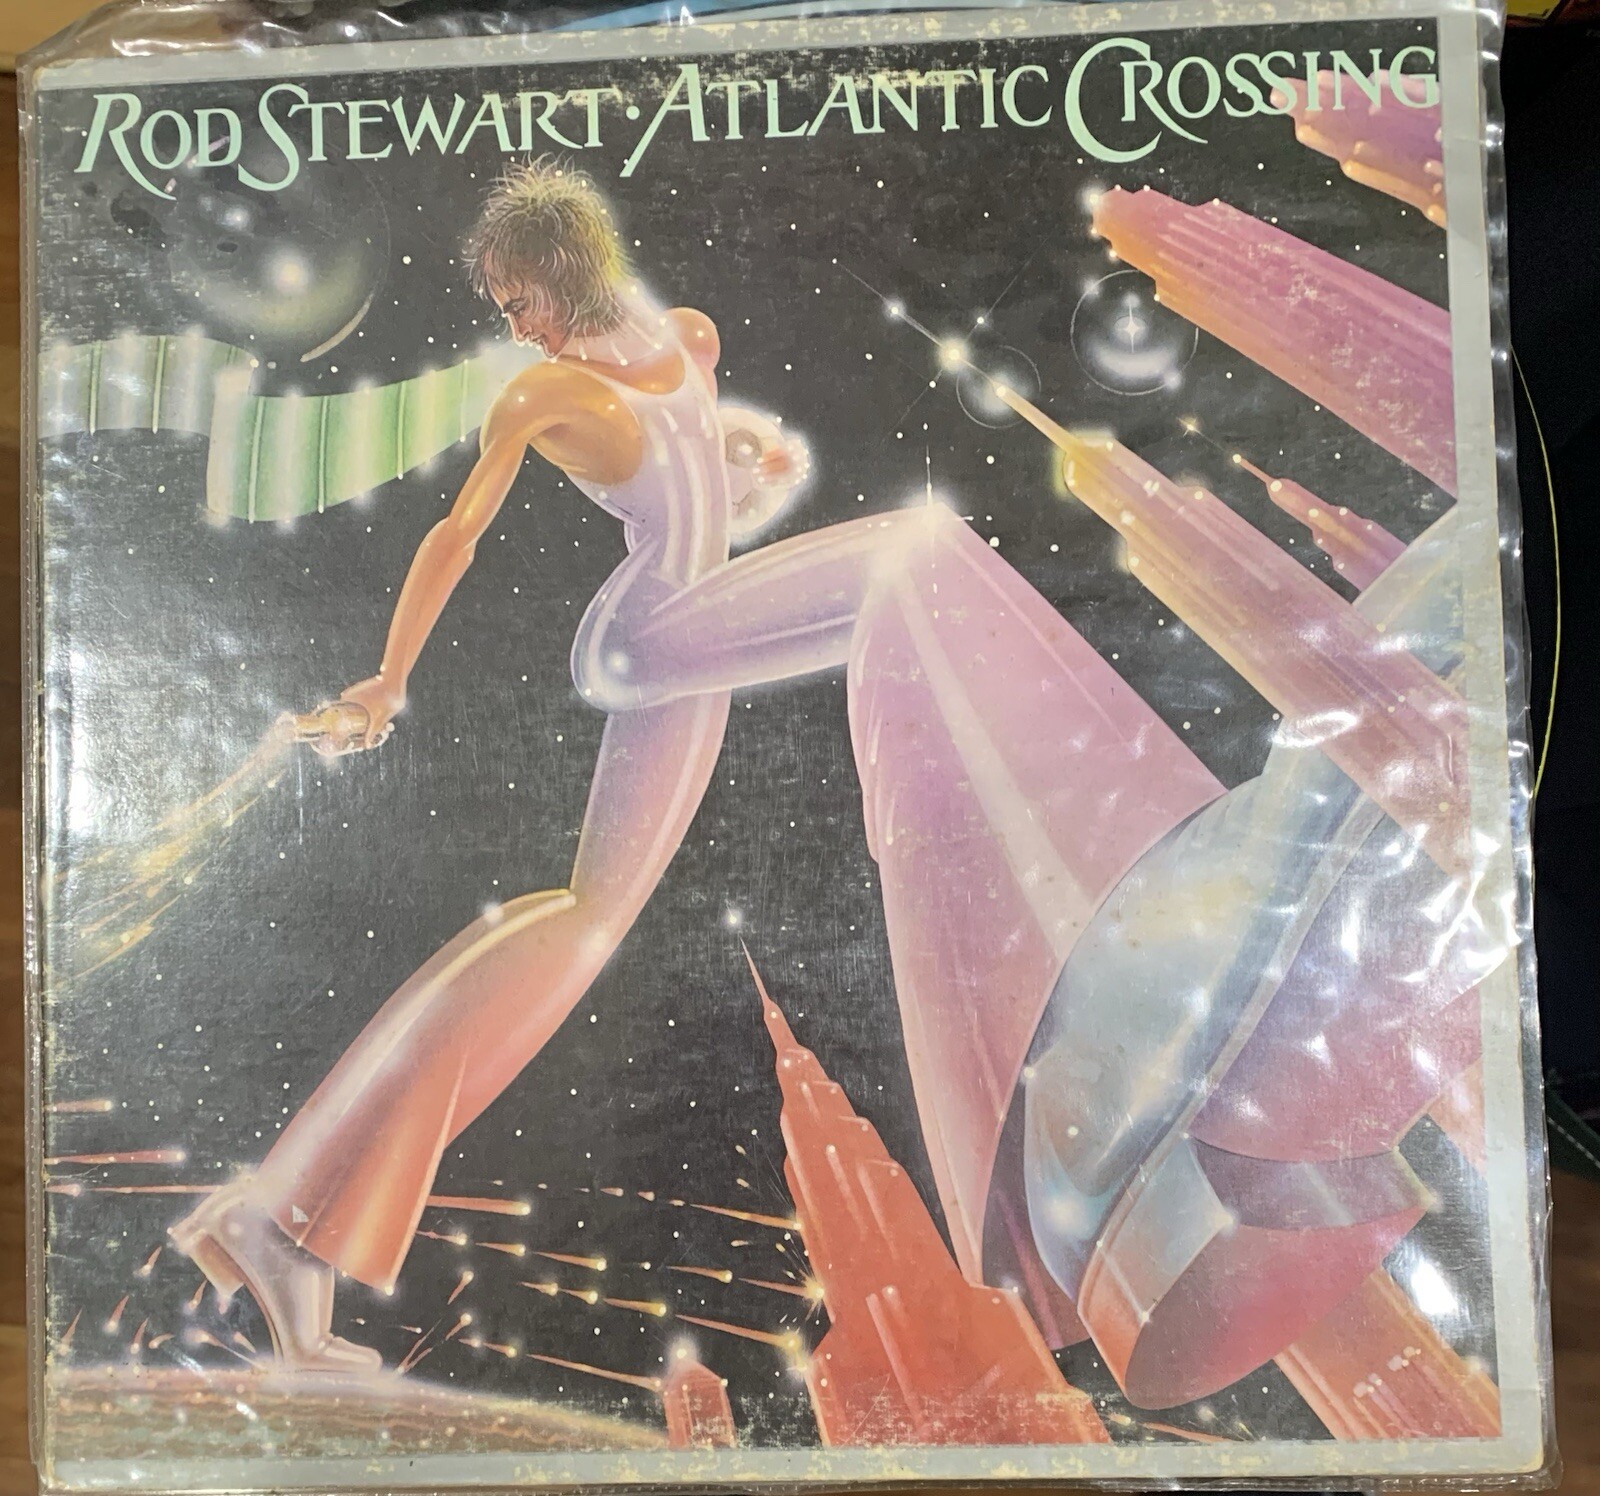 ROD STEWART · ATLANTIC CROSSING